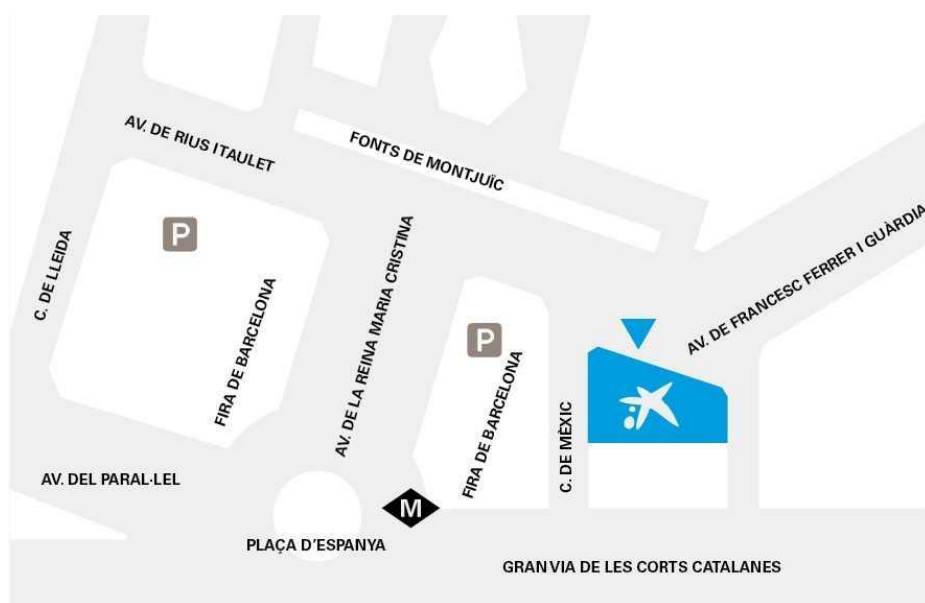 AV. DE RIUS I TAULET
FONTS DE MONTJUÏC
P
C. DE LLEIDA
FIRA DE BARCELONA
AV. DE LA REINA MARIA CRISTINA
P
FIRA DE BARCELONA
AV. DE FRANCESC FERRER I GUÀRDIA
C. DE MÈXIC
AV. DEL PARAL·LEL
M
PLAÇA D'ESPANYA
GRAN VIA DE LES CORTS CATALANES